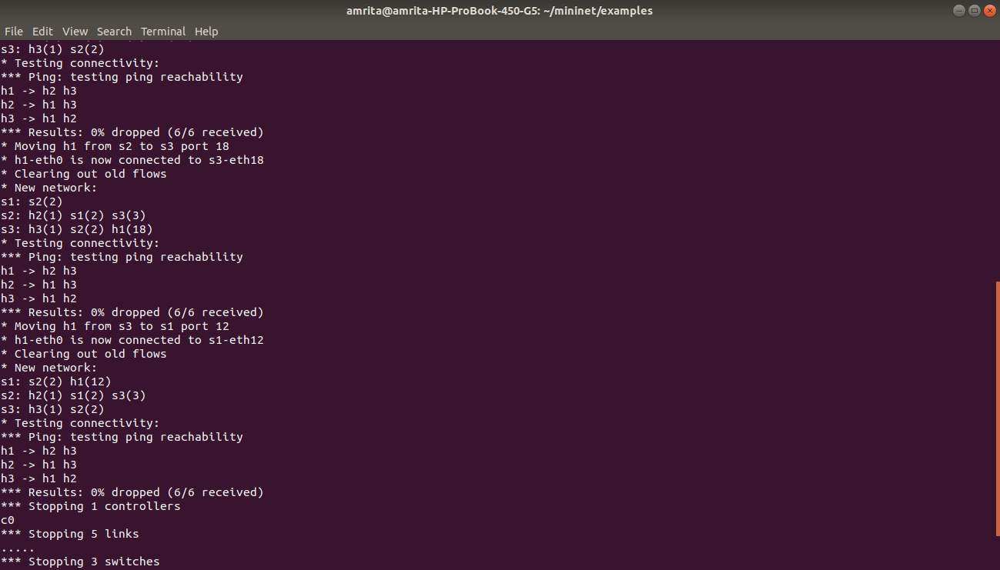 amrita@amrita-HP-ProBook-450-G5: ~/mininet/examples
File Edit View Search Terminal Help
s3: h3(1) s2(2)
* Testing connectivity:
*** Ping: testing ping reachability
h1 -> h2 h3
h2 -> h1 h3
h3 -> h1 h2
*** Results: 0% dropped (6/6 received)
* Moving h1 from s2 to s3 port 18
* h1-eth0 is now connected to s3-eth18
* Clearing out old flows
* New network:
s1: s2(2)
s2: h2(1) s1(2) s3(3)
s3: h3(1) s2(2) h1(18)
* Testing connectivity:
*** Ping: testing ping reachability
h1 -> h2 h3
h2 -> h1 h3
h3 -> h1 h2
*** Results: 0% dropped (6/6 received)
* Moving h1 from s3 to s1 port 12
* h1-eth0 is now connected to s1-eth12
* Clearing out old flows
* New network:
s1: s2(2) h1(12)
s2: h2(1) s1(2) s3(3)
s3: h3(1) s2(2)
* Testing connectivity:
*** Ping: testing ping reachability
h1 -> h2 h3
h2 -> h1 h3
h3 -> h1 h2
*** Results: 0% dropped (6/6 received)
*** Stopping 1 controllers
c0
*** Stopping 5 links
.....
*** Stopping 3 switches